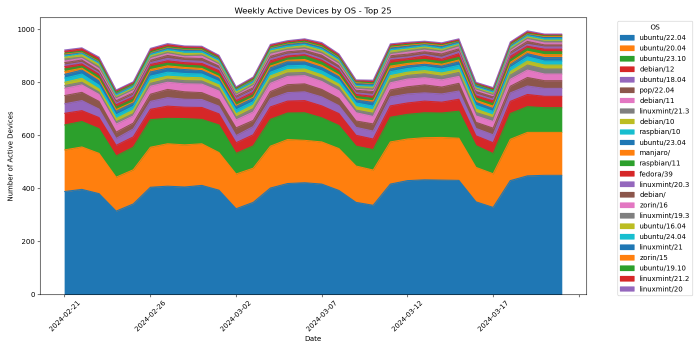 Weekly Active Devices by OS - Top 25
Number of Active Devices
1000
800
600
400
200
0
2024-02-21
2024-02-26
2024-03-02
2024-03-07
2024-03-12
2024-03-17
Date
OS
ubuntu/22.04
ubuntu/20.04
ubuntu/23.10
debian/12
ubuntu/18.04
pop/22.04
debian/11
linuxmint/21.3
debian/10
raspbian/10
ubuntu/23.04
manjaro/
raspbian/11
fedora/39
linuxmint/20.3
debian/
zorin/16
linuxmint/19.3
ubuntu/16.04
ubuntu/24.04
linuxmint/21
zorin/15
ubuntu/19.10
linuxmint/21.2
linuxmint/20